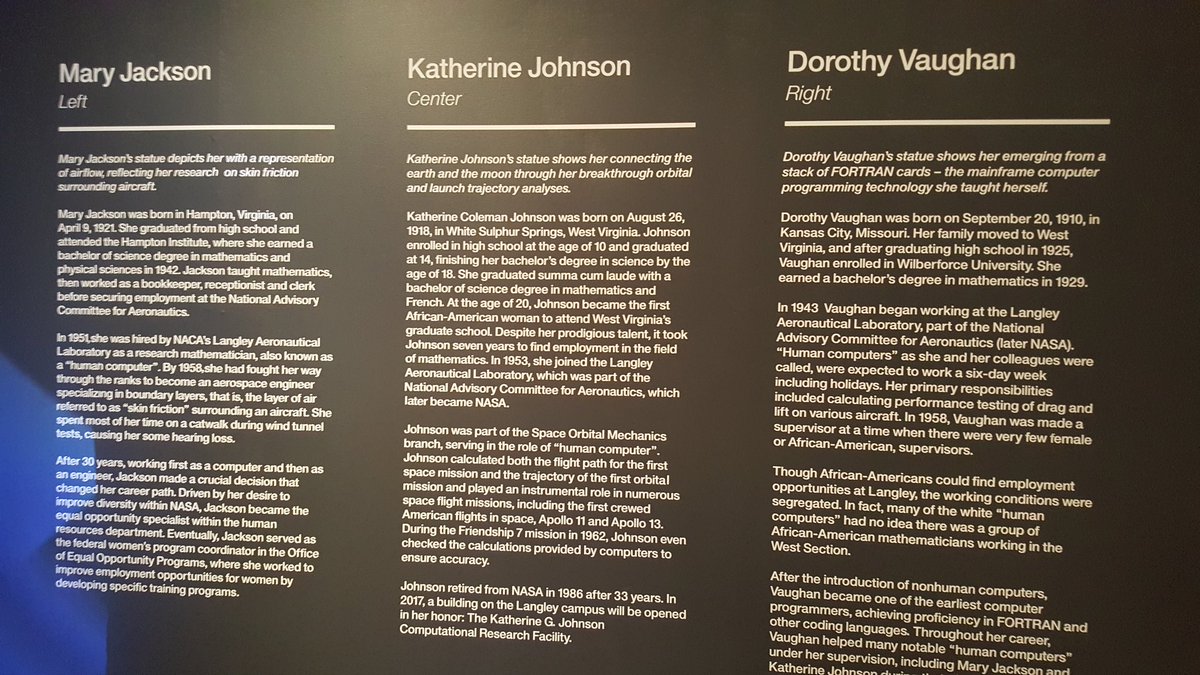 Mary Jackson
Left
Mary Jackson's statue depicts her with a representation
of airflow, reflecting her research on skin friction
surrounding aircraft.
Mary Jackson was born in Hampton, Virginia, on
April 9, 1921. She graduated from high school and
attended the Hampton Institute, where she earned a
bachelor of science degree in mathematics and
physical sciences in 1942. Jackson taught mathematics,
then worked as a bookkeeper, receptionist and clerk
before securing employment at the National Advisory
Committee for Aeronautics.
In 1951,she was hired by NACA's Langley Aeronautical
Laboratory as a research mathematician, also known as
a "human computer". By 1958,she had fought her way
through the ranks to become an aerospace engineer
specializing in boundary layers, that is, the layer of air
referred to as "skin friction" surrounding an aircraft. She
spent most of her time on a catwalk during wind tunnel
tests, causing her some hearing loss.
After 30 years, working first as a computer and then as
an engineer, Jackson made a crucial decision that
changed her career path. Driven by her desire to
improve diversity within NASA, Jackson became the
equal opportunity specialist within the human
resources department. Eventually, Jackson served as
the federal women's program coordinator in the Office
of Equal Opportunity Programs, where she worked to
improve employment opportunities for women by
developing specific training programs.
Katherine Johnson
Center
Katherine Johnson's statue shows her connecting the
earth and the moon through her breakthrough orbital
and launch trajectory analyses.
Katherine Coleman Johnson was born on August 26,
1918, in White Sulphur Springs, West Virginia. Johnson
enrolled in high school at the age of 10 and graduated
at 14, finishing her bachelor's degree in science by the
age of 18. She graduated summa cum laude with a
bachelor of science degree in mathematics and
French. At the age of 20, Johnson became the first
African-American woman to attend West Virginia's
graduate school. Despite her prodigious talent, it took
Johnson seven years to find employment in the field
of mathematics. In 1953, she joined the Langley
Aeronautical Laboratory, which was part of the
National Advisory Committee for Aeronautics, which
later became NASA.
Johnson was part of the Space Orbital Mechanics
branch, serving in the role of "human computer".
Johnson calculated both the flight path for the first
space mission and the trajectory of the first orbital
mission and played an instrumental role in numerous
space flight missions, including the first crewed
American flights in space, Apollo 11 and Apollo 13.
During the Friendship 7 mission in 1962, Johnson even
checked the calculations provided by computers to
ensure accuracy.
Johnson retired from NASA in 1986 after 33 years. In
2017, a building on the Langley campus will be opened
in her honor: The Katherine G. Johnson
Computational Research Facility.
Dorothy Vaughan
Right
Dorothy Vaughan's statue shows her emerging from a
stack of FORTRAN cards – the mainframe computer
programming technology she taught herself.
Dorothy Vaughan was born on September 20, 1910, in
Kansas City, Missouri. Her family moved to West
Virginia, and after graduating high school in 1925,
Vaughan enrolled in Wilberforce University. She
earned a bachelor's degree in mathematics in 1929.
In 1943 Vaughan began working at the Langley
Aeronautical Laboratory, part of the National
Advisory Committee for Aeronautics (later NASA).
"Human computers" as she and her colleagues were
called, were expected to work a six-day week
including holidays. Her primary responsibilities
included calculating performance testing of drag and
lift on various aircraft. In 1958, Vaughan was made a
supervisor at a time when there were very few female
or African-American, supervisors.
Though African-Americans could find employment
opportunities at Langley, the working conditions were
segregated. In fact, many of the white "human
computers" had no idea there was a group of
African-American mathematicians working in the
West Section.
After the introduction of nonhuman computers,
Vaughan became one of the earliest computer
programmers, achieving proficiency in FORTRAN and
other coding languages. Throughout her career,
Vaughan helped many notable "human computers"
under her supervision, including Mary Jackson and
Katherine Johnson during